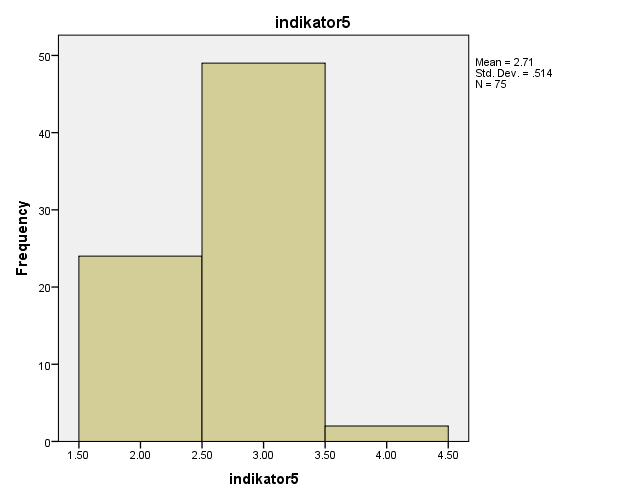 indikator5
Mean = 2.71
Std. Dev. = .514
N = 75
Frequency
50
40
30
20
10
0
1.50 2.00 2.50 3.00 3.50 4.00 4.50
indikator5